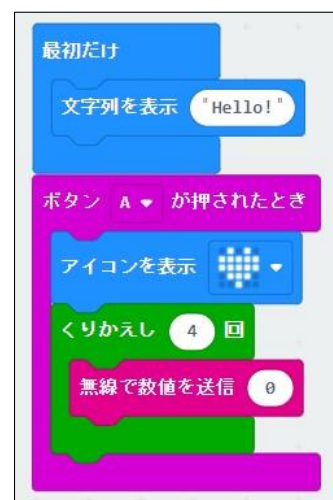 最初だけ
文字列を表示 "Hello!"
ボタン A が押されたとき
アイコンを表示
くりかえし 4 回
無線で数値を送信 0